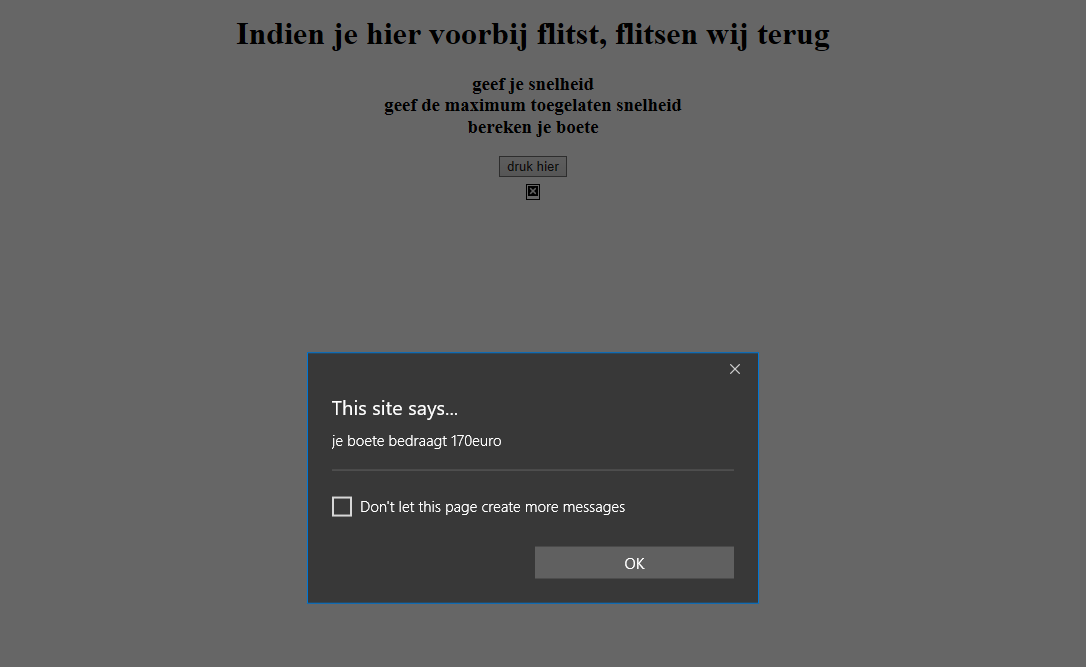 Indien je hier voorbij flitst, flitsen wij terug
geef je snelheid
geef de maximum toegelaten snelheid
bereken je boete
druk hier
This site says...
je boete bedraagt 170euro
Don't let this page create more messages
OK